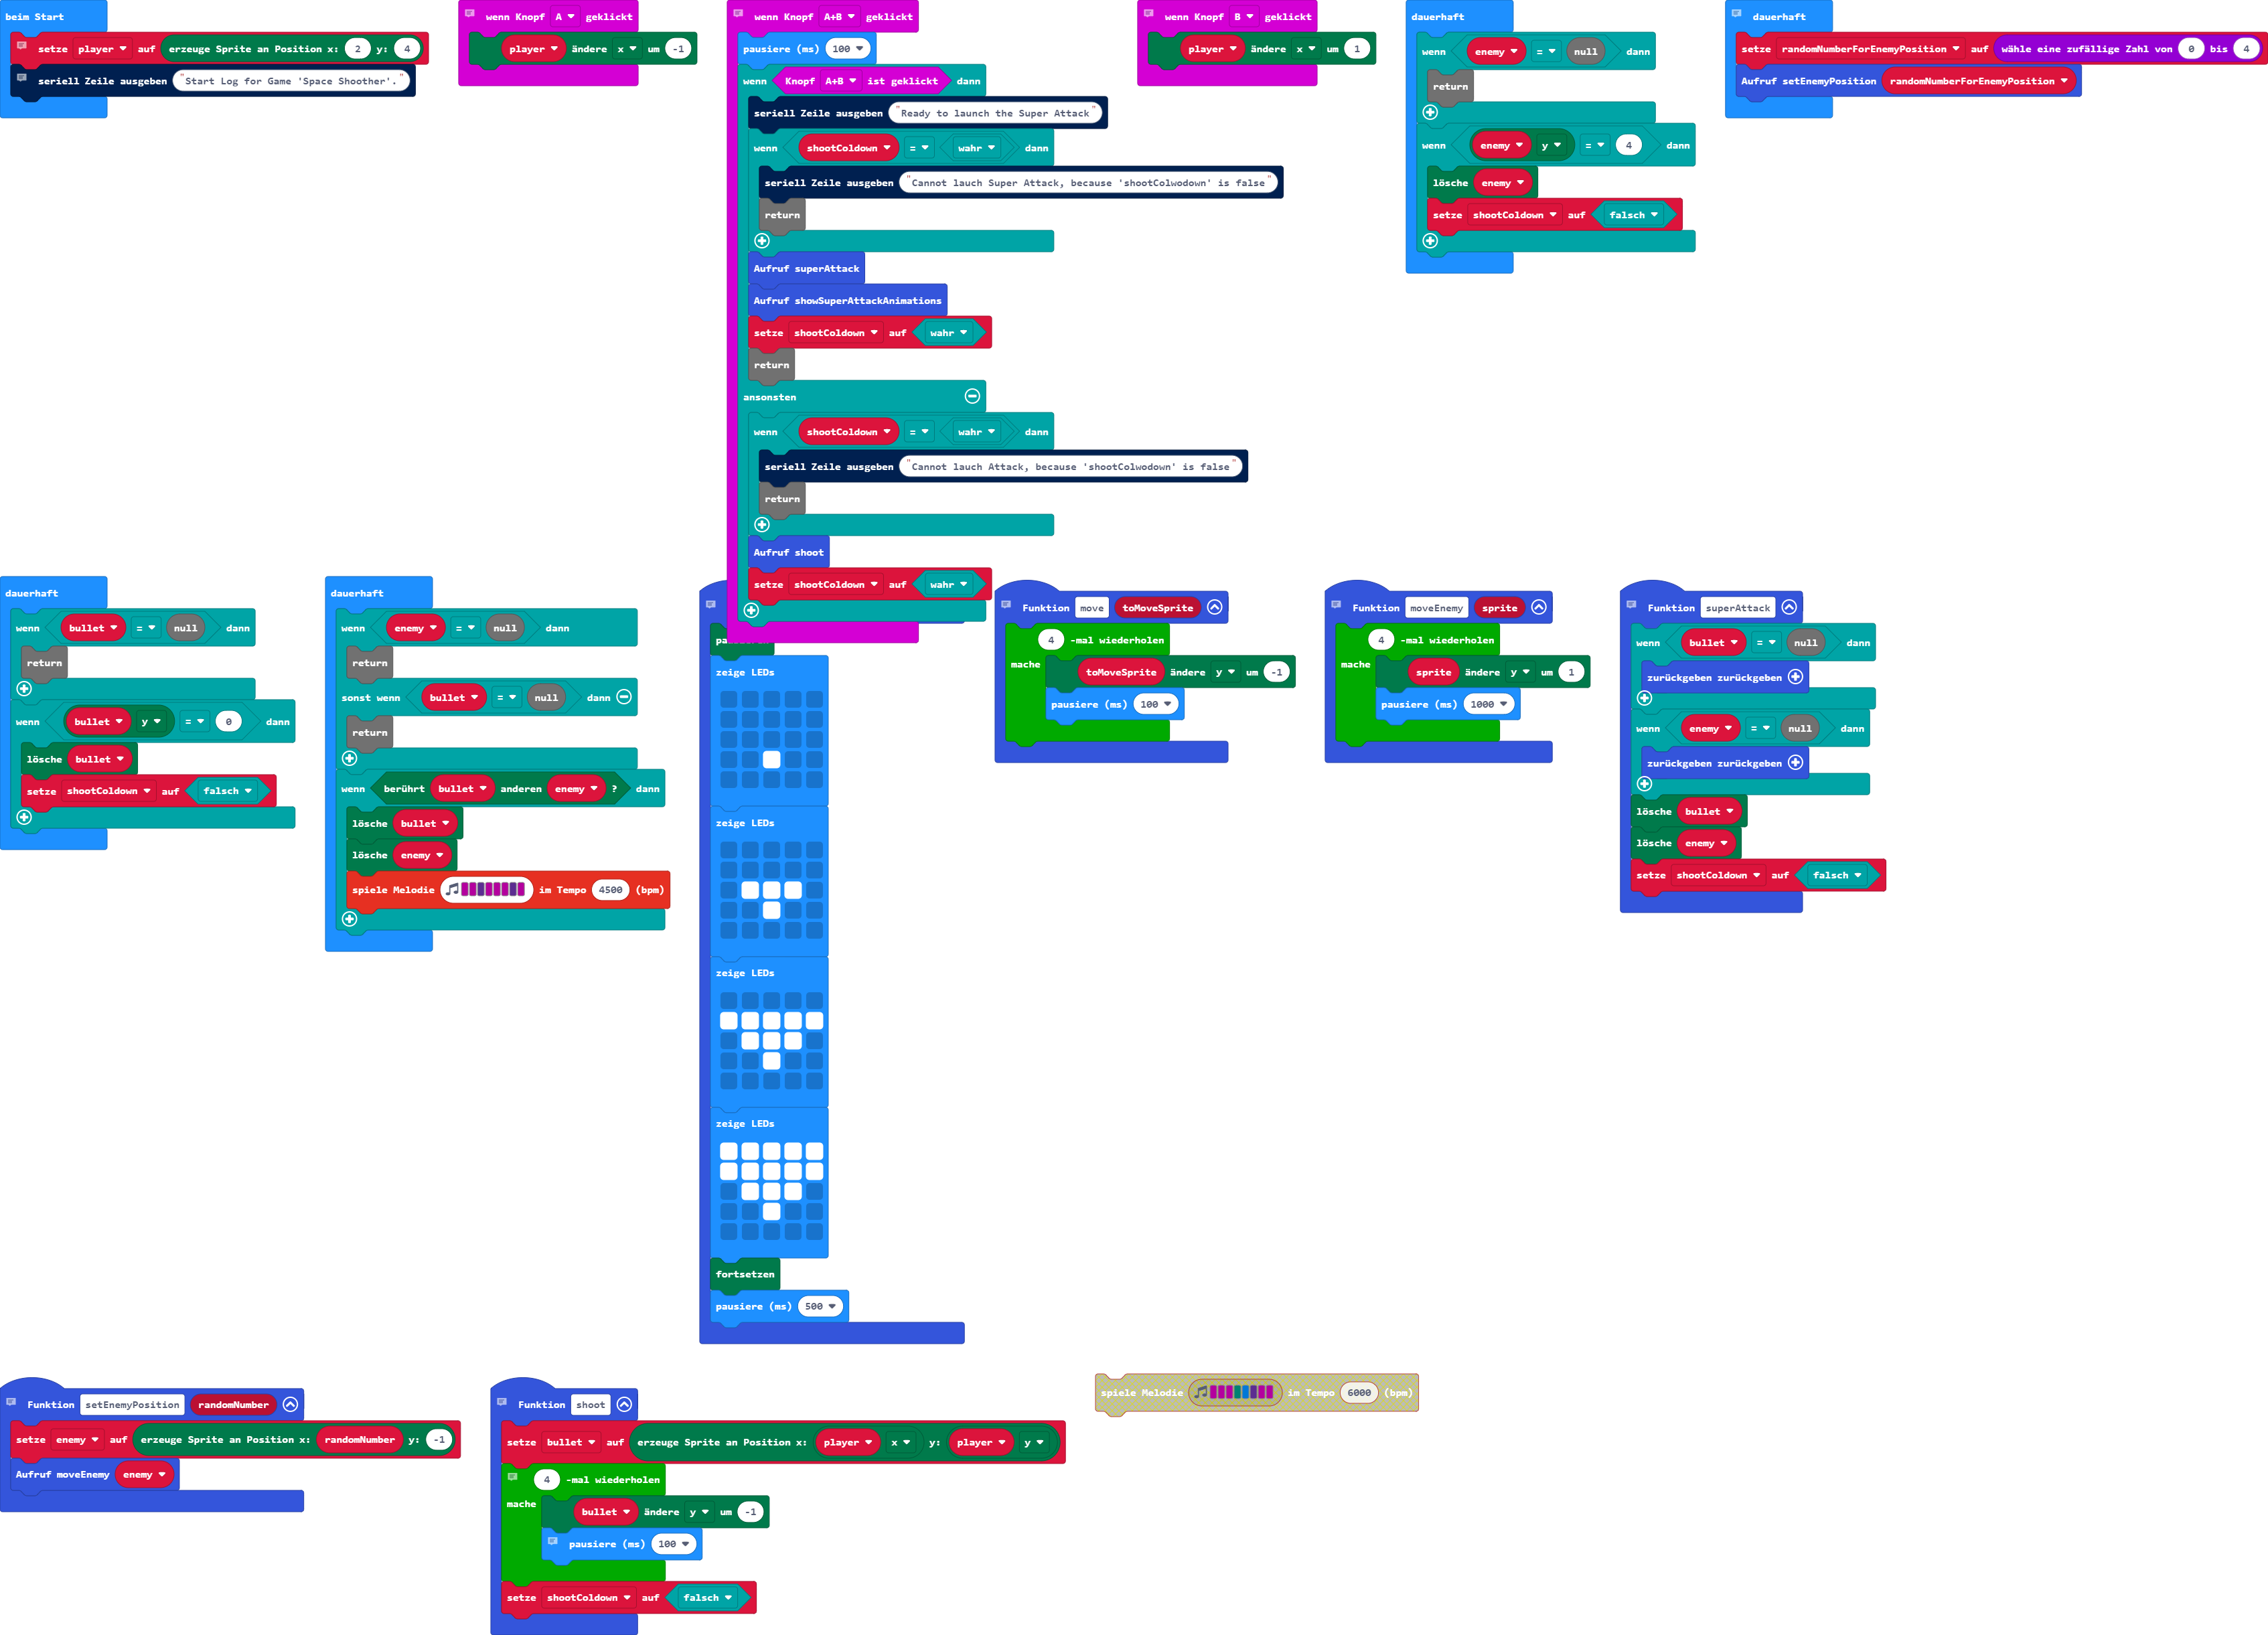 beim Start
setze player auf erzeuge Sprite an Position x: 2 y: 4
seriell Zeile ausgeben "Start Log for Game 'Space Shoother'."
wenn Knopf A geklickt
player ändere x um -1
wenn Knopf A+B geklickt
pausiere (ms) 100
wenn Knopf A+B ist geklickt dann
seriell Zeile ausgeben "Ready to launch the Super Attack"
wenn shootColdown = wahr dann
seriell Zeile ausgeben "Cannot lauch Super Attack, because 'shootColwodown' is false"
return
Aufruf superAttack
Aufruf showSuperAttackAnimations
setze shootColdown auf wahr
return
ansonsten
wenn shootColdown = wahr dann
seriell Zeile ausgeben "Cannot lauch Attack, because 'shootColwodown' is false"
return
Aufruf shoot
setze shootColdown auf wahr
wenn Knopf B geklickt
player ändere x um 1
dauerhaft
wenn enemy = null dann
return
wenn enemy y = 4 dann
lösche enemy
setze shootColdown auf falsch
dauerhaft
setze randomNumberForEnemyPosition auf wähle eine zufällige Zahl von 0 bis 4
Aufruf setEnemyPosition randomNumberForEnemyPosition
dauerhaft
wenn bullet = null dann
return
wenn bullet y = 0 dann
lösche bullet
setze shootColdown auf falsch
dauerhaft
wenn enemy = null dann
return
sonst wenn bullet = null dann
return
wenn berührt bullet anderen enemy ? dann
lösche bullet
lösche enemy
spiele Melodie im Tempo 4500 (bpm)
pa
zeige LEDs
zeige LEDs
zeige LEDs
zeige LEDs
fortsetzen
pausiere (ms) 500
Funktion move toMoveSprite
4 -mal wiederholen
mache toMoveSprite ändere y um -1
pausiere (ms) 100
Funktion moveEnemy sprite
4 -mal wiederholen
mache sprite ändere y um 1
pausiere (ms) 1000
Funktion superAttack
wenn bullet = null dann
zurückgeben zurückgeben
wenn enemy = null dann
zurückgeben zurückgeben
lösche bullet
lösche enemy
setze shootColdown auf falsch
Funktion setEnemyPosition randomNumber
setze enemy auf erzeuge Sprite an Position x: randomNumber y: -1
Aufruf moveEnemy enemy
Funktion shoot
setze bullet auf erzeuge Sprite an Position x: player x y: player y
4 -mal wiederholen
mache bullet ändere y um -1
pausiere (ms) 100
setze shootColdown auf falsch
spiele Melodie im Tempo 6000 (bpm)